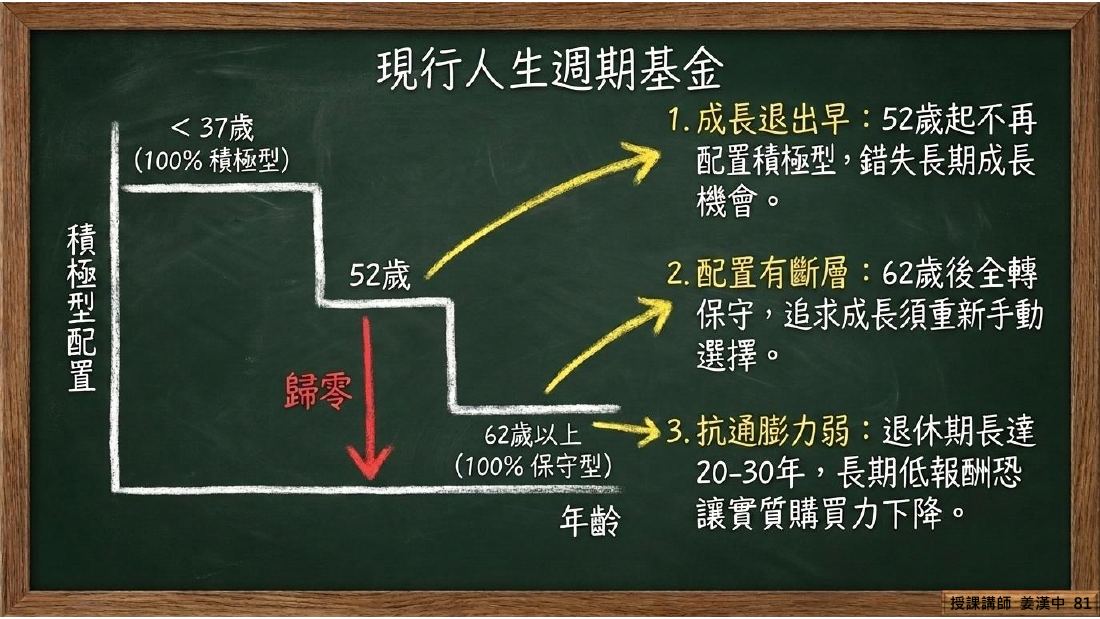 現行人生週期基金
< 37歲
(100% 積極型)
積極型配置
52歲
歸零
62歲以上
(100% 保守型)
年齡
1. 成長退出早：52歲起不再
配置積極型，錯失長期成長
機會。
2. 配置有斷層：62歲後全轉
保守，追求成長須重新手動
選擇。
3. 抗通膨力弱：退休期長達
20-30年，長期低報酬恐
讓實質購買力下降。
授課講師 姜漢中 81